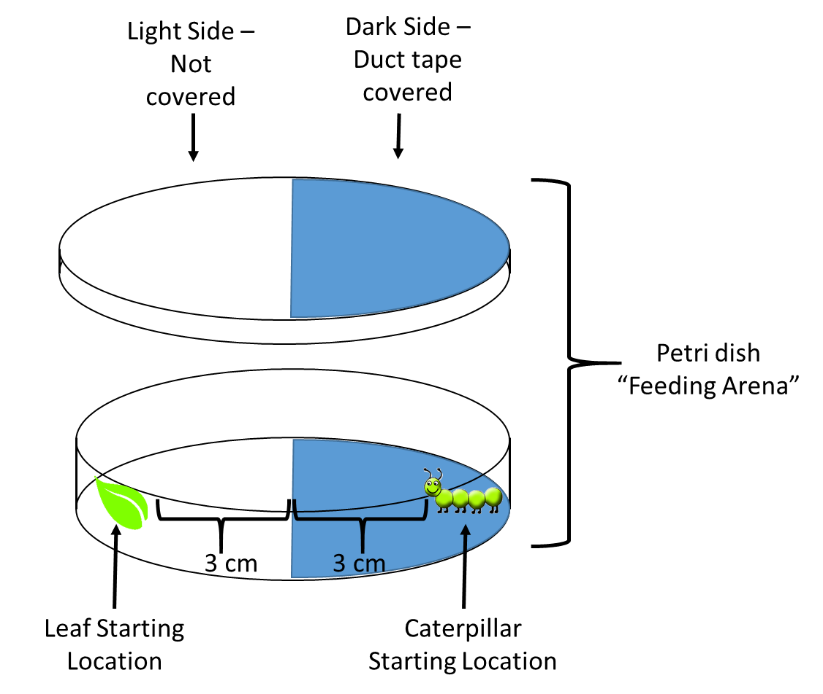 Light Side –
Not
covered
Dark Side –
Duct tape
covered
Petri dish
“Feeding Arena”
3 cm
3 cm
Leaf Starting
Location
Caterpillar
Starting Location